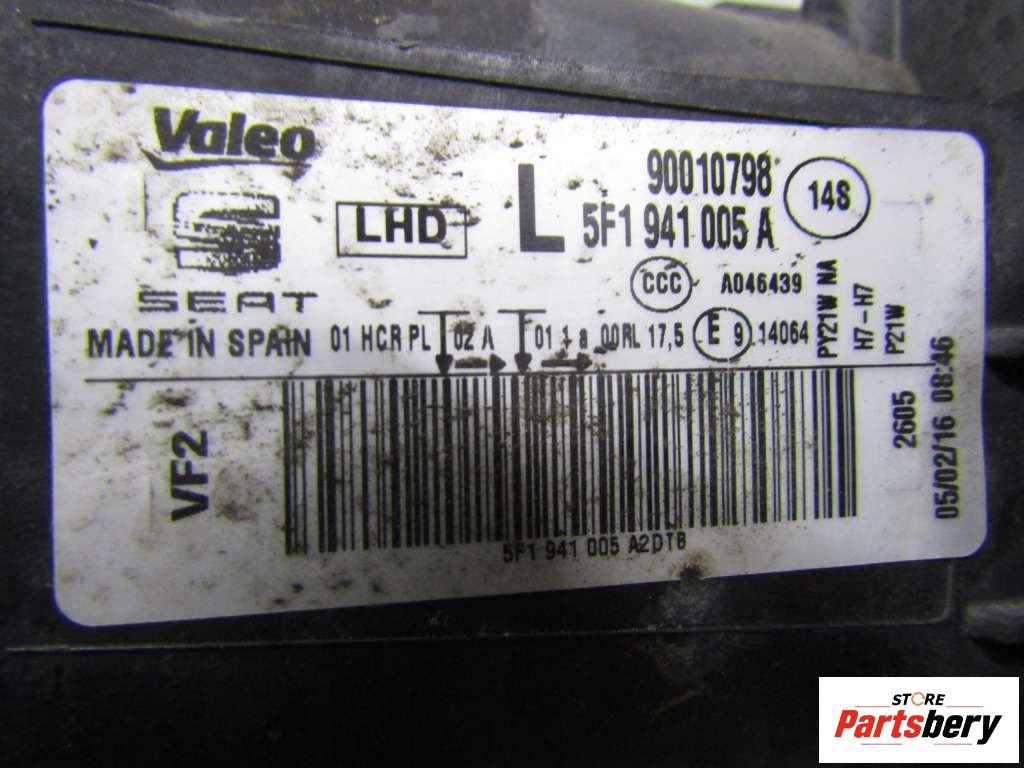 Valeo
SEAT
LHD
L
90010798
5F1 941 005 A
14S
CCC A046439
MADE IN SPAIN 01 HCR PL 02 A 01 1 a 00RL 17,5 E 9 14064
PY21W NA
H7-H7
P21W
VF2
2605
05/02/16 08:46
5F1 941 005 A2DTB
STORE
Partsbery